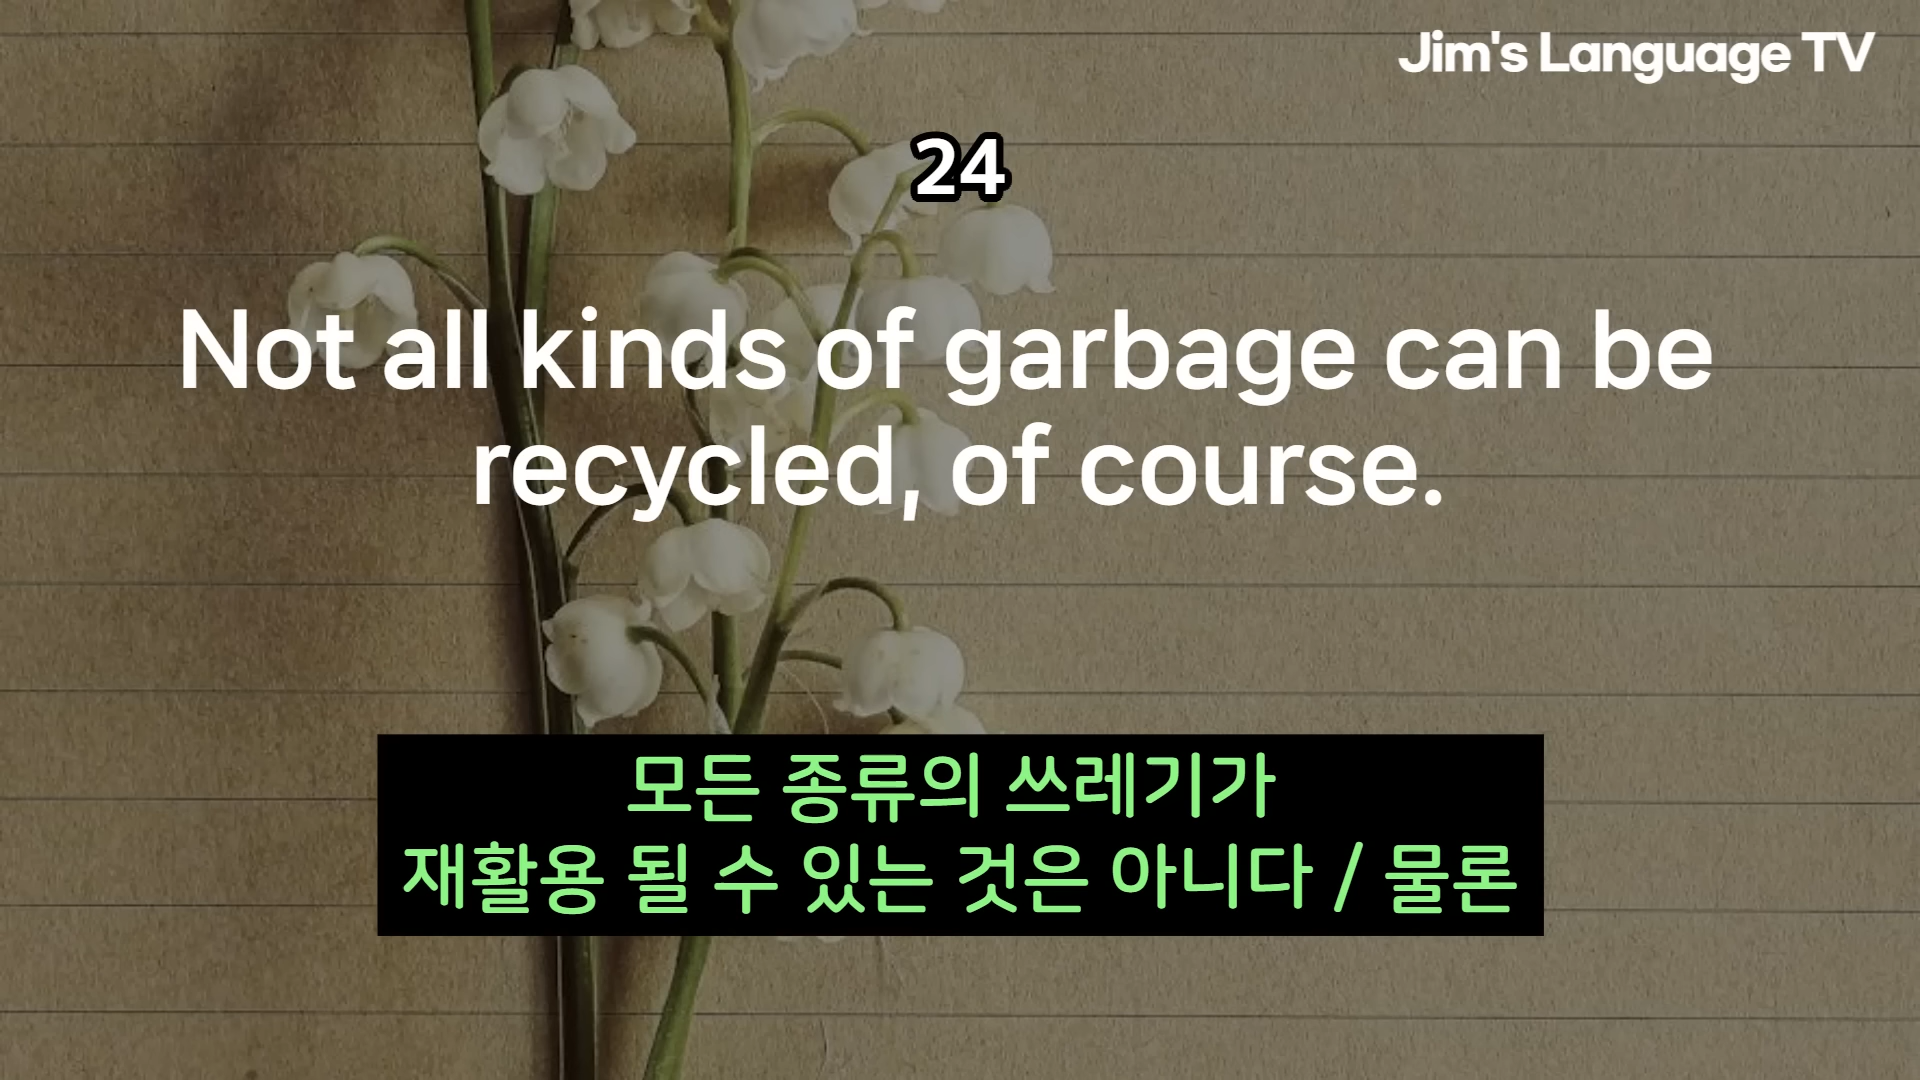 Jim's Language TV
24
Not all kinds of garbage can be
recycled, of course.
모든 종류의 쓰레기가
재활용 될 수 있는 것은 아니다 / 물론